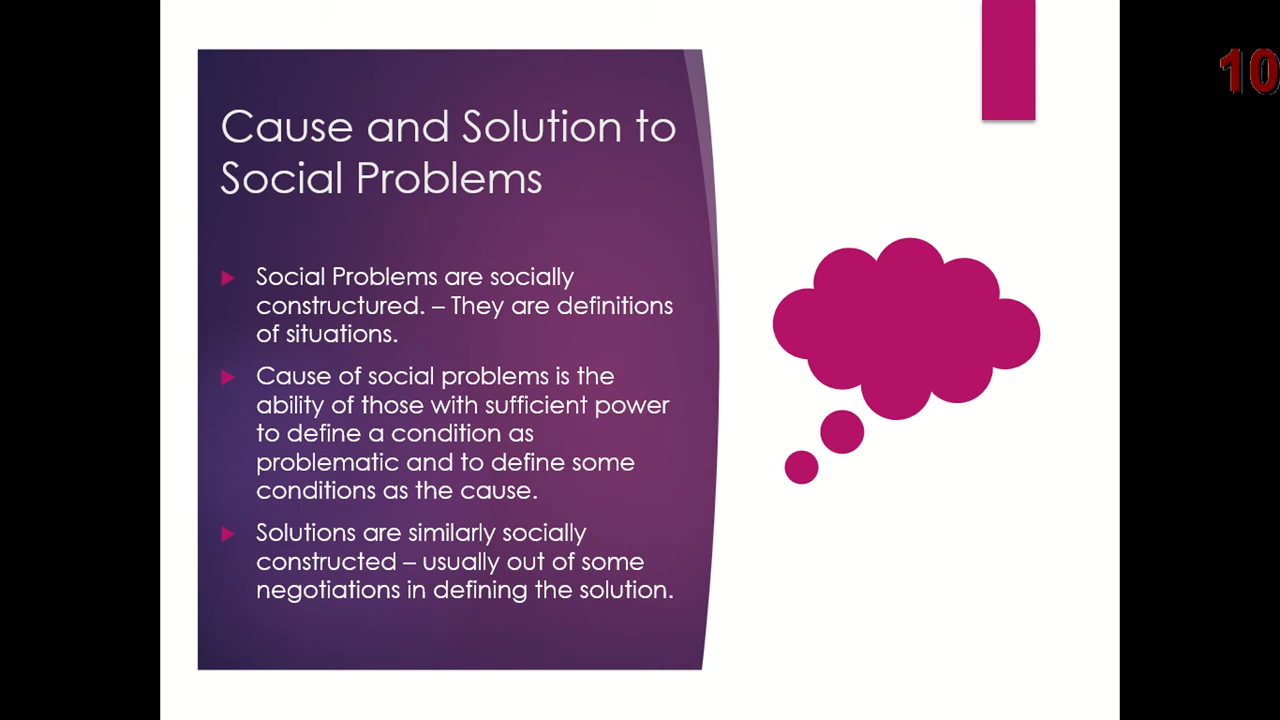 Cause and Solution to
Social Problems
Social Problems are socially
constructured. – They are definitions
of situations.
Cause of social problems is the
ability of those with sufficient power
to define a condition as
problematic and to define some
conditions as the cause.
Solutions are similarly socially
constructed – usually out of some
negotiations in defining the solution.
10